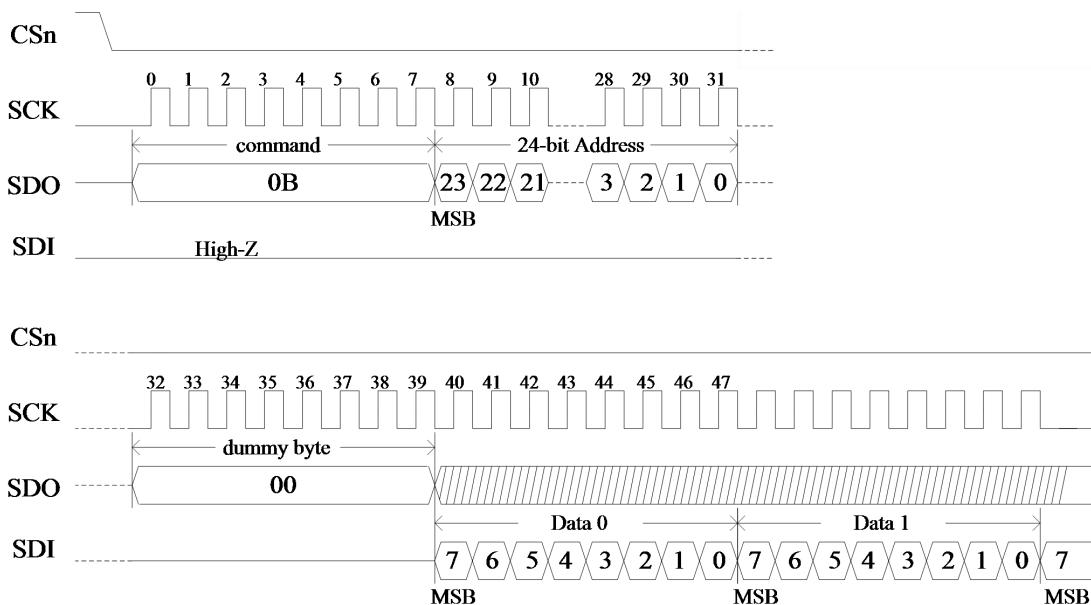 CSn
0 1 2 3 4 5 6 7 8 9 10 28 29 30 31
SCK
command 24-bit Address
SDO 0B 23 22 21 3 2 1 0
MSB
SDI High-Z
CSn
32 33 34 35 36 37 38 39 40 41 42 43 44 45 46 47
SCK
dummy byte
SDO 00
Data 0 Data 1
SDI 7 6 5 4 3 2 1 0 7 6 5 4 3 2 1 0 7
MSB MSB MSB